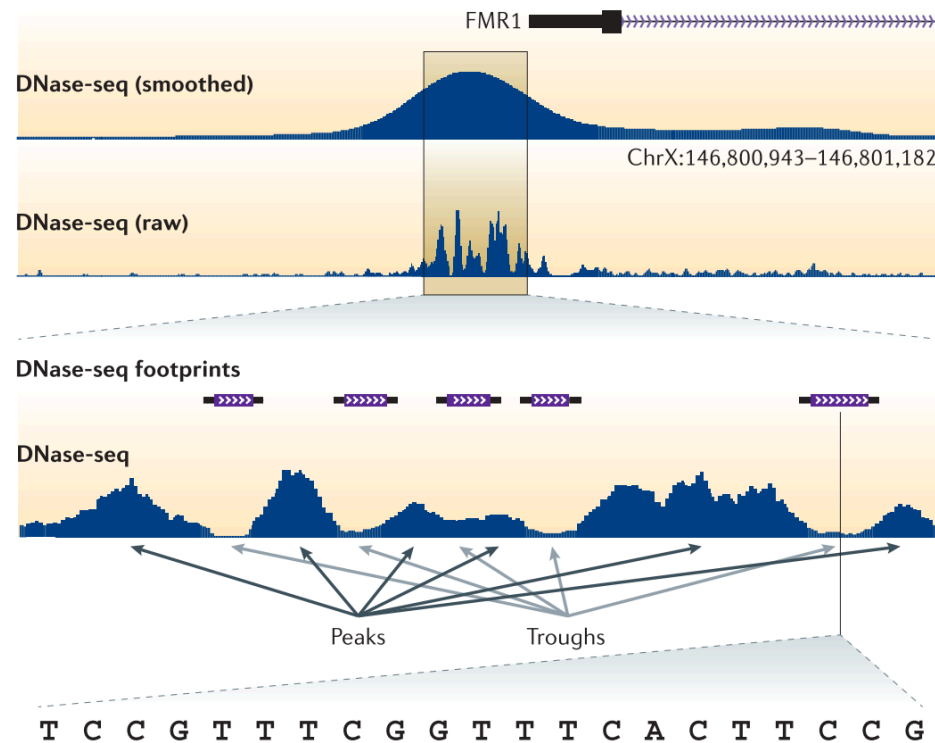 FMR1
DNase-seq (smoothed)
ChrX:146,800,943–146,801,182
DNase-seq (raw)
DNase-seq footprints
DNase-seq
Peaks Troughs
T C C G T T T C G G T T T C A C T T C C G